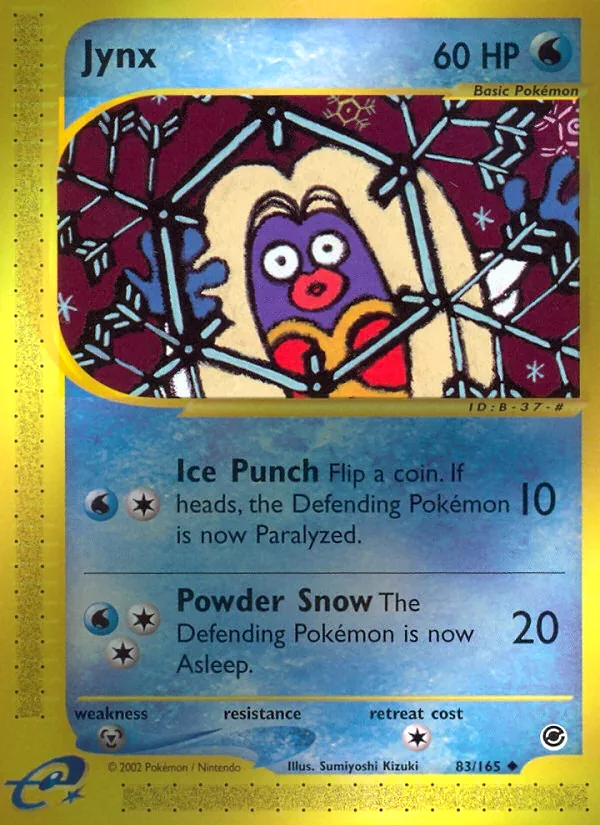 Jynx
60 HP
Basic Pokémon
ID:B-37-#
Ice Punch Flip a coin. If
heads, the Defending Pokémon 10
is now Paralyzed.
Powder Snow The
Defending Pokémon is now 20
Asleep.
weakness resistance retreat cost
© 2002 Pokémon / Nintendo Illus. Sumiyoshi Kizuki 83/165
e